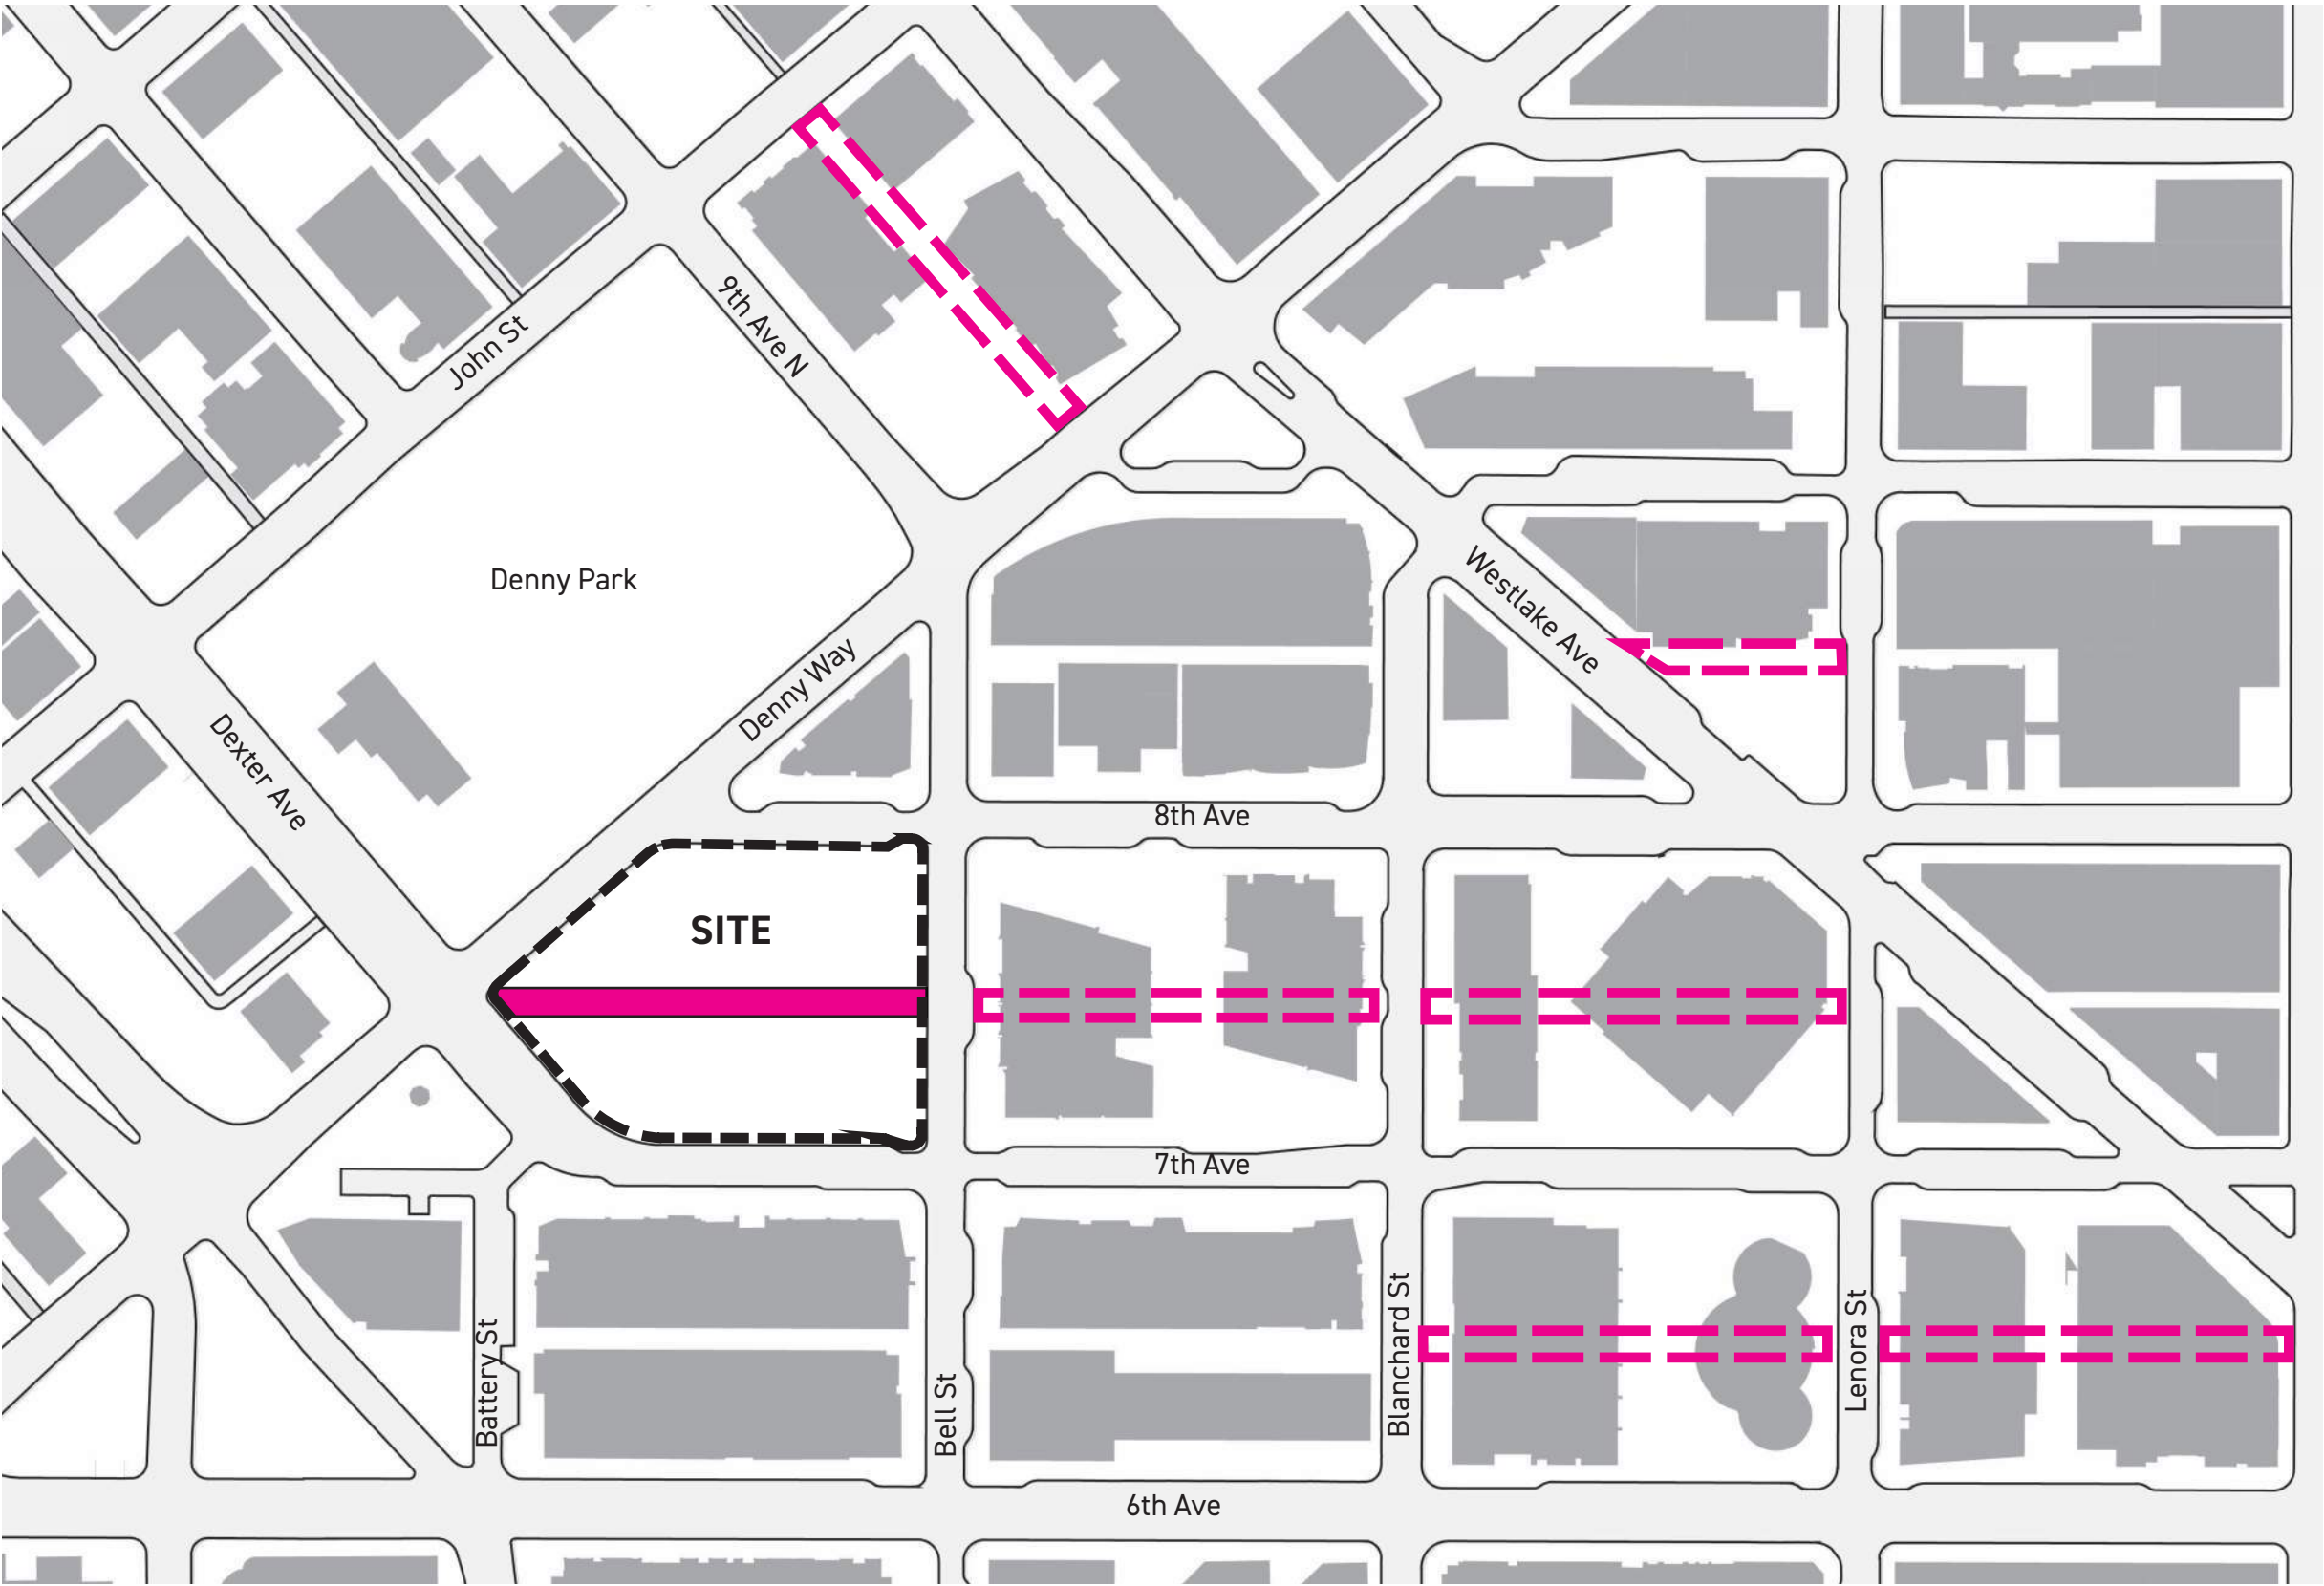 9th Ave N
John St
Denny Park
Westlake Ave
Denny Way
Dexter Ave
8th Ave
SITE
7th Ave
Battery St
Bell St
Blanchard St
Lenora St
6th Ave